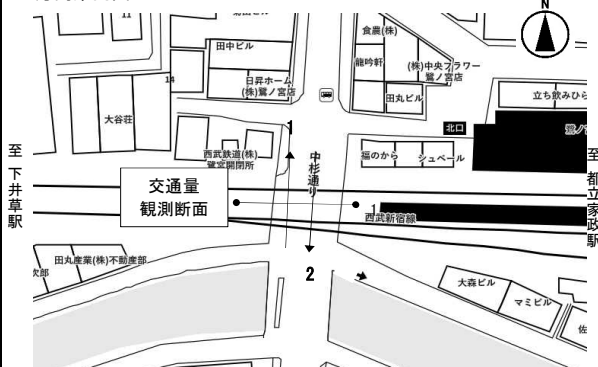 11
N
田中ビル
食農(株)
龍吟軒
(株)中央フラワー
鷺ノ宮店
日昇ホーム
(株)鷺ノ宮店
14
田丸ビル
立ち飲みひら
大谷荘
北口
1
西武鉄道(株)
鷺宮開閉所
中杉通り
福のから
シュベール
至 下井草駅
至 都立家政駅
交通量
観測断面
1
西武新宿線
2
田丸産業(株)不動産部
次郎
大森ビル
マミビル
佐